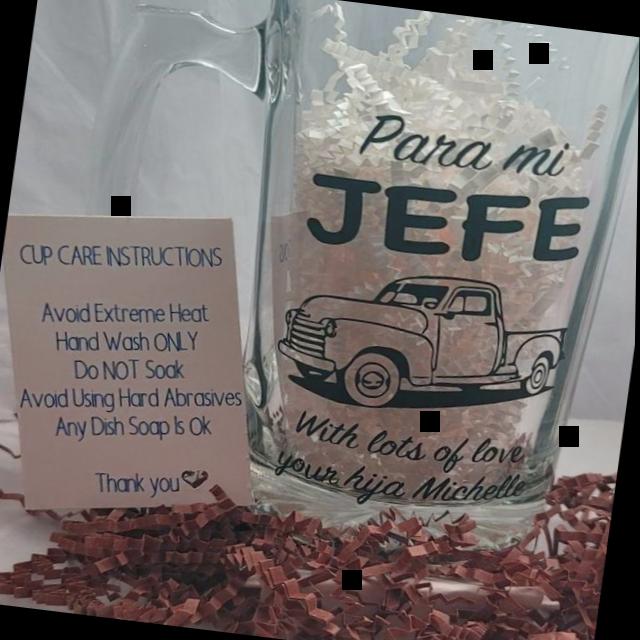 Para mi
JEFE
With lots of love
your hija Michelle
CUP CARE INSTRUCTIONS
Avoid Extreme Heat
Hand Wash ONLY
Do NOT Soak
Avoid Using Hard Abrasives
Any Dish Soap Is Ok
Thank you